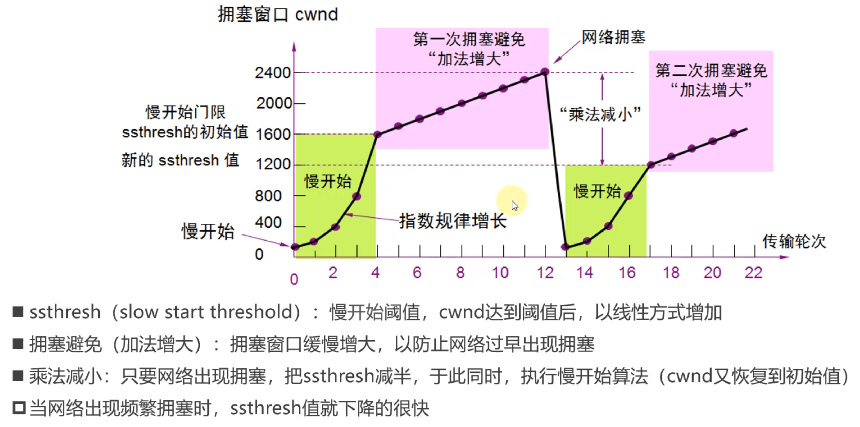 拥塞窗口 cwnd
第一次拥塞避免
“加法增大”
网络拥塞
第二次拥塞避免
“加法增大”
2400
2000
1600
1200
800
400
0
慢开始门限
ssthresh的初始值
新的 ssthresh 值
“乘法减小”
慢开始
慢开始
慢开始
指数规律增长
传输轮次
0 2 4 6 8 10 12 14 16 18 20 22
ssthresh（slow start threshold）：慢开始阈值，cwnd达到阈值后，以线性方式增加
拥塞避免（加法增大）：拥塞窗口缓慢增大，以防止网络过早出现拥塞
乘法减小：只要网络出现拥塞，把ssthresh减半，于此同时，执行慢开始算法（cwnd又恢复到初始值）
当网络出现频繁拥塞时，ssthresh值就下降的很快